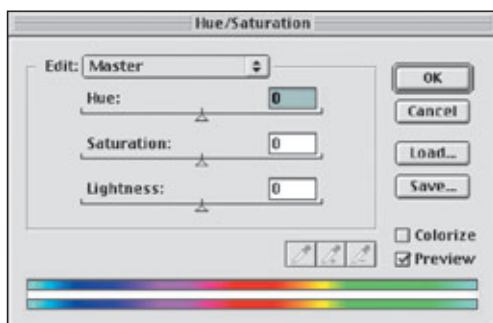 Hue/Saturation
Edit: Master
Hue: 0
Saturation: 0
Lightness: 0
OK
Cancel
Load...
Save...
Colorize
Preview